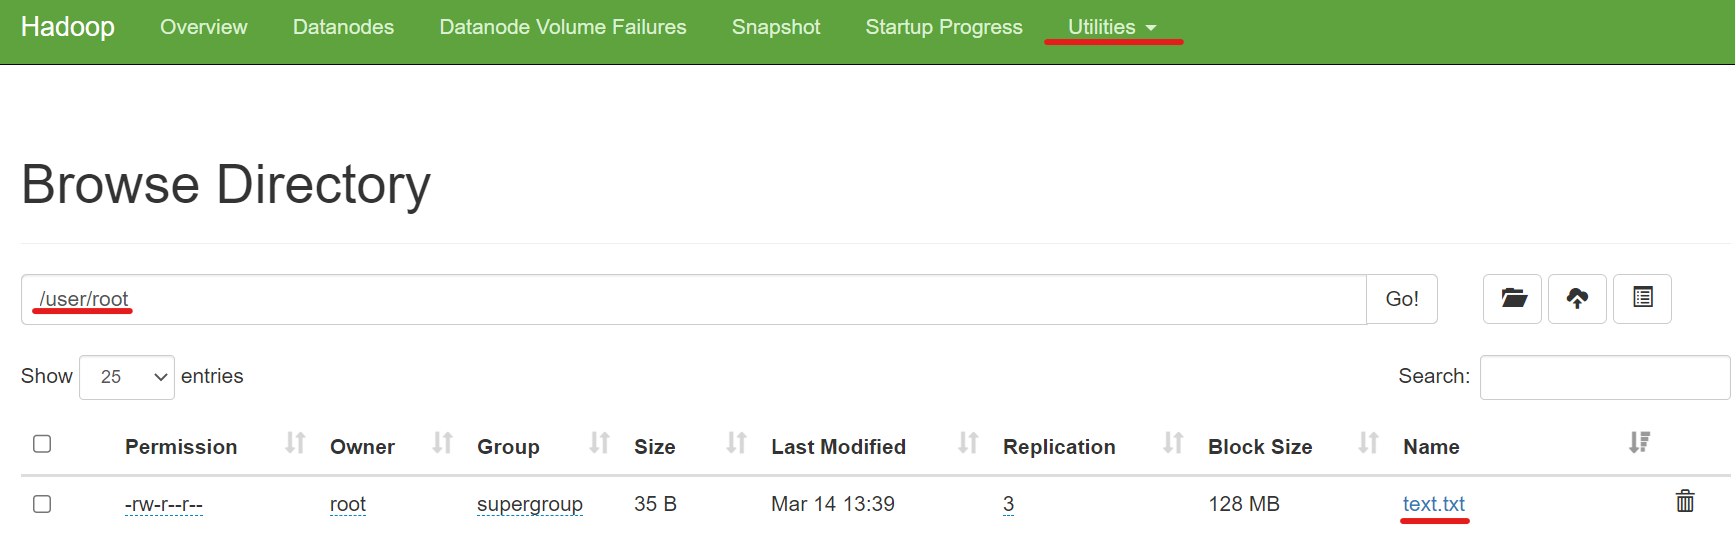 Hadoop Overview Datanodes Datanode Volume Failures Snapshot Startup Progress Utilities
Browse Directory
/user/root Go!
Show 25 entries Search:
Permission Owner Group Size Last Modified Replication Block Size Name
-rw-r--r-- root supergroup 35 B Mar 14 13:39 3 128 MB text.txt